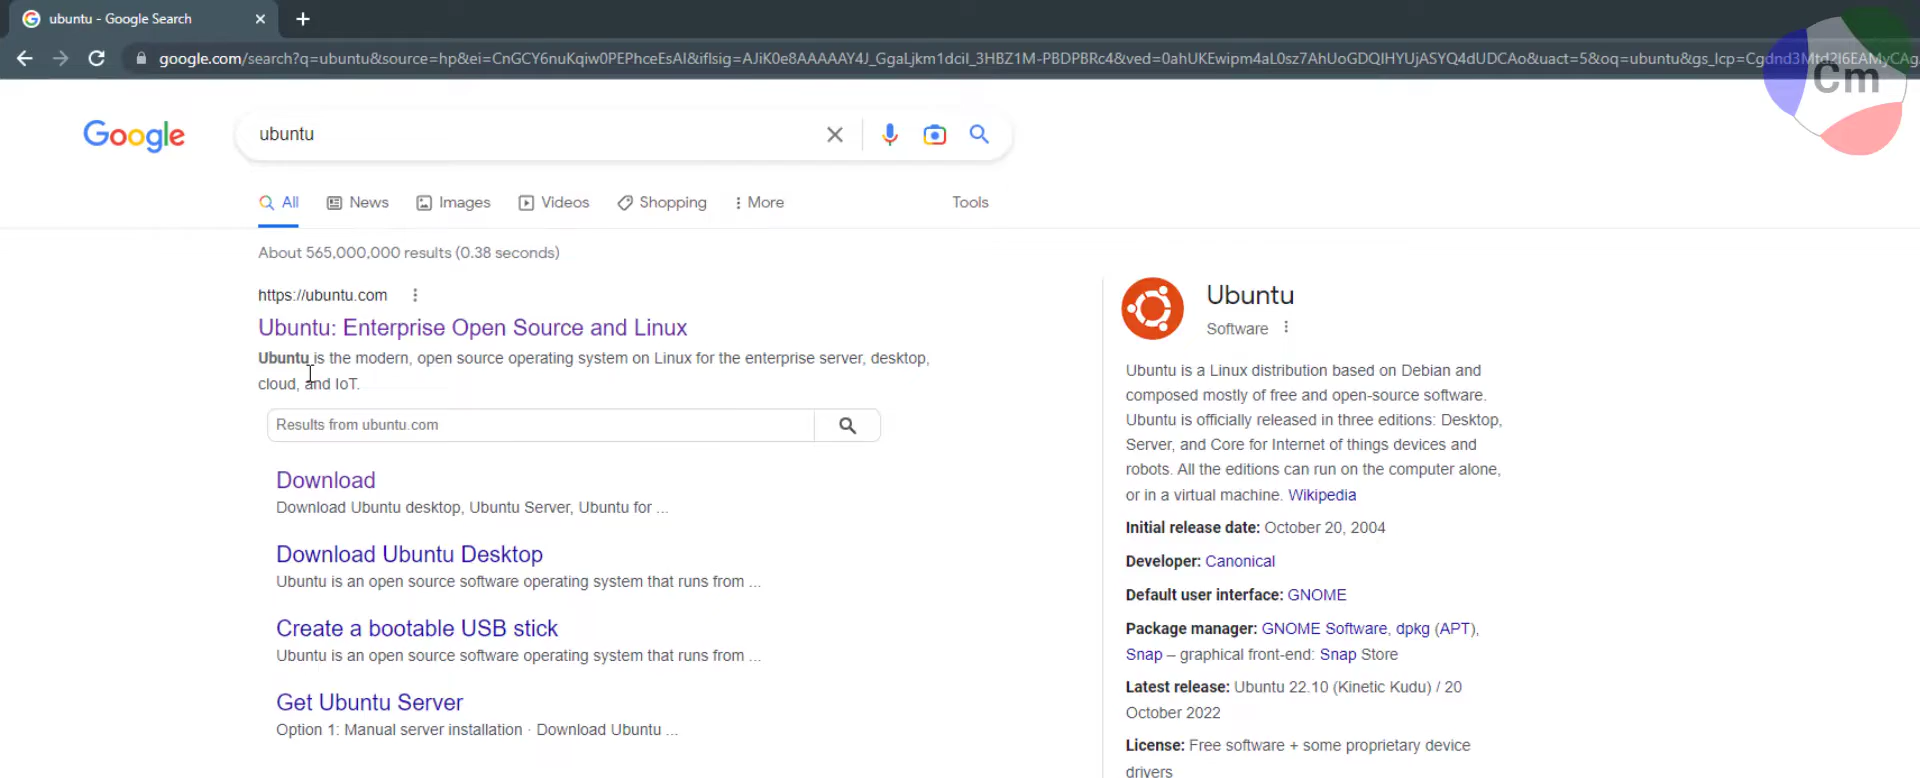 ubuntu - Google Search
google.com/search?q=ubuntu&source=hp&ei=CnGCY6nuKqiw0PEPhceEsAI&iflsig=AJiK0e8AAAAAY4J_GgaLjkm1dciI_3HBZ1M-PBDPBRc4&ved=0ahUKEwipm4aL0sz7AhUoGDQIHYUjASYQ4dUDCAo&uact=5&oq=ubuntu&gs_lcp=Cgdnd3Mtd2l6EAMyCAg
Cm
Google
ubuntu
All News Images Videos Shopping More Tools
About 565,000,000 results (0.38 seconds)
https://ubuntu.com
Ubuntu: Enterprise Open Source and Linux
Ubuntu is the modern, open source operating system on Linux for the enterprise server, desktop,
cloud, and IoT.
Results from ubuntu.com
Download
Download Ubuntu desktop, Ubuntu Server, Ubuntu for ...
Download Ubuntu Desktop
Ubuntu is an open source software operating system that runs from ...
Create a bootable USB stick
Ubuntu is an open source software operating system that runs from ...
Get Ubuntu Server
Option 1: Manual server installation · Download Ubuntu ...
Ubuntu
Software
Ubuntu is a Linux distribution based on Debian and
composed mostly of free and open-source software.
Ubuntu is officially released in three editions: Desktop,
Server, and Core for Internet of things devices and
robots. All the editions can run on the computer alone,
or in a virtual machine. Wikipedia
Initial release date: October 20, 2004
Developer: Canonical
Default user interface: GNOME
Package manager: GNOME Software, dpkg (APT),
Snap – graphical front-end: Snap Store
Latest release: Ubuntu 22.10 (Kinetic Kudu) / 20
October 2022
License: Free software + some proprietary device
drivers